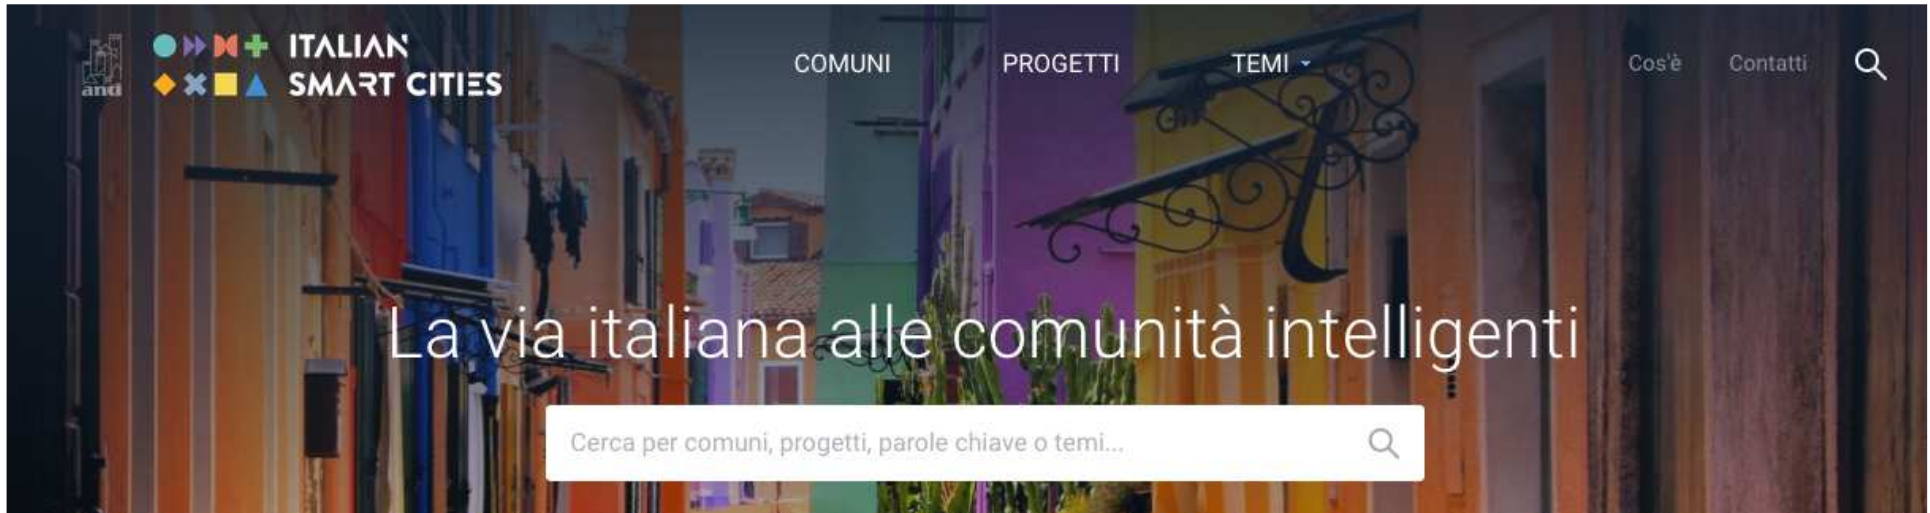 anci
ITALIAN
SMART CITIES
COMUNI
PROGETTI
TEMI
Cos'è
Contatti
La via italiana alle comunità intelligenti
Cerca per comuni, progetti, parole chiave o temi...